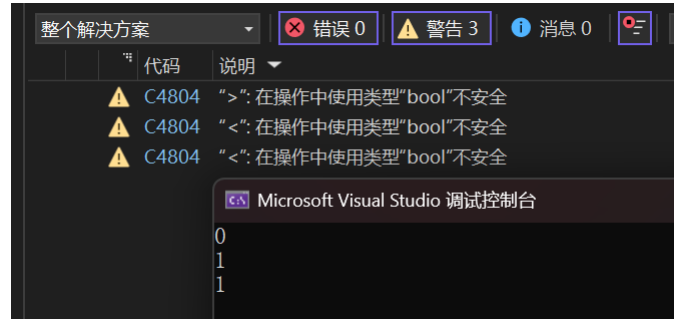 整个解决方案 错误 0 警告 3 消息 0
代码 说明
C4804 “>”: 在操作中使用类型“bool”不安全
C4804 “<”: 在操作中使用类型“bool”不安全
C4804 “<”: 在操作中使用类型“bool”不安全
Microsoft Visual Studio 调试控制台
0
1
1